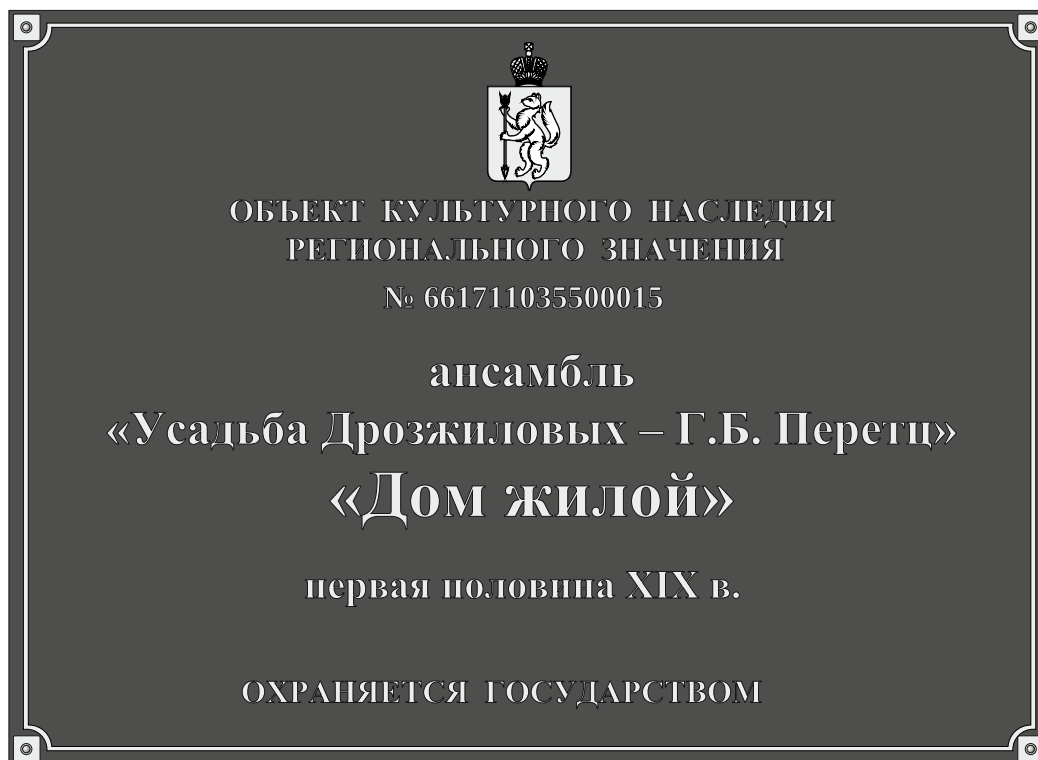 ОБЪЕКТ КУЛЬТУРНОГО НАСЛЕДИЯ
РЕГИОНАЛЬНОГО ЗНАЧЕНИЯ
№ 661711035500015
ансамбль
«Усадьба Дрозжиловых – Г.Б. Перетц»
«Дом жилой»
первая половина XIX в.
ОХРАНЯЕТСЯ ГОСУДАРСТВОМ